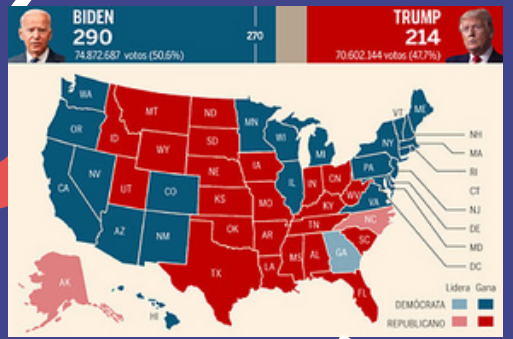 BIDEN
290
74.872.687 votos (50,6%)
270
TRUMP
214
70.602.144 votos (47,7%)
WA
OR
CA
NV
ID
MT
WY
UT
AZ
CO
NM
ND
SD
NE
KS
OK
TX
MN
IA
MO
AR
LA
WI
IL
MI
IN
OH
KY
TN
MS
AL
GA
FL
SC
NC
VA
WV
PA
NY
VT
ME
NH
MA
RI
CT
NJ
DE
MD
DC
AK
HI
Lidera Gana
DEMÓCRATA
REPUBLICANO